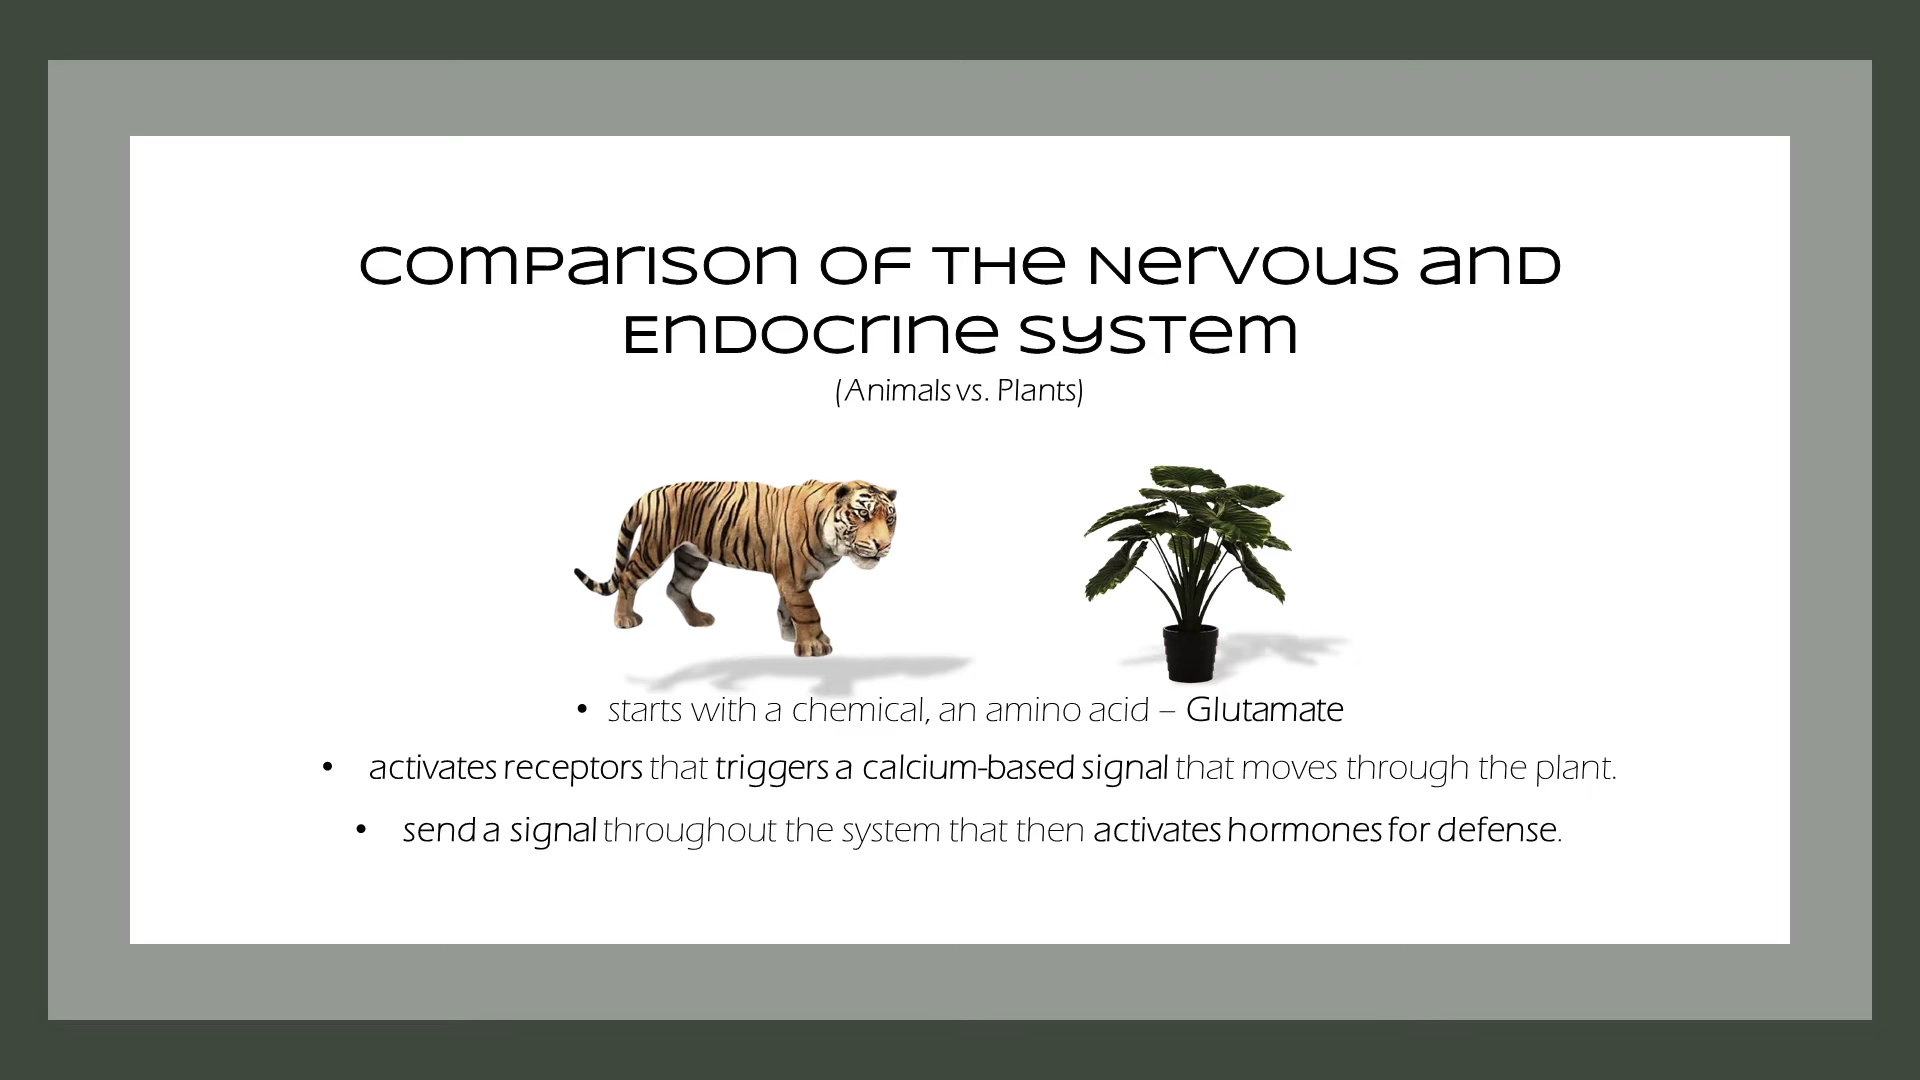 Comparison of the Nervous and
Endocrine System
(Animals vs. Plants)
• starts with a chemical, an amino acid – Glutamate
• activates receptors that triggers a calcium-based signal that moves through the plant.
• send a signal throughout the system that then activates hormones for defense.